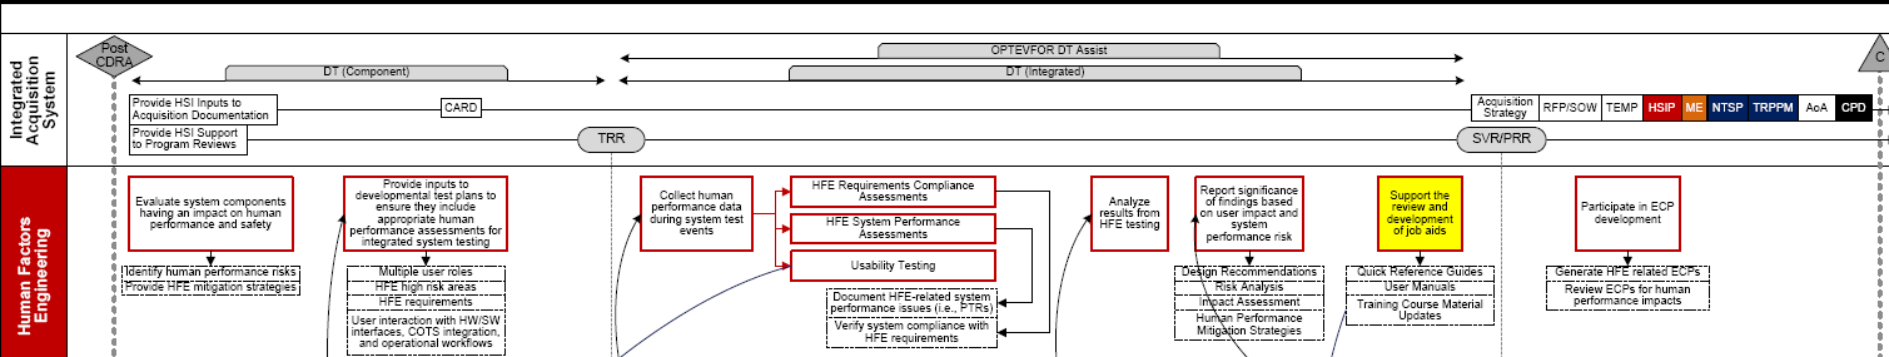 Post
CDRA
OPTEVFOR DT Assist
C
DT (Component)
DT (Integrated)
Integrated
Acquisition
System
Provide HSI Inputs to
Acquisition Documentation
CARD
Acquisition
Strategy
RFP/SOW
TEMP
HSIP
ME
NTSP
TRPPM
AoA
CPD
Provide HSI Support
to Program Reviews
TRR
SVR/PRR
Human Factors
Engineering
Evaluate system components
having an impact on human
performance and safety
Identify human performance risks
Provide HFE mitigation strategies
Provide inputs to
developmental test plans to
ensure they include
appropriate human
performance assessments for
integrated system testing
Multiple user roles
HFE high risk areas
HFE requirements
User interaction with HW/SW
interfaces, COTS integration,
and operational workflows
Collect human
performance data
during system test
events
HFE Requirements Compliance
Assessments
HFE System Performance
Assessments
Usability Testing
Document HFE-related system
performance issues (i.e., PTRs)
Verify system compliance with
HFE requirements
Analyze
results from
HFE testing
Report significance
of findings based
on user impact and
system
performance risk
Design Recommendations
Risk Analysis
Impact Assessment
Human Performance
Mitigation Strategies
Support the
review and
development
of job aids
Quick Reference Guides
User Manuals
Training Course Material
Updates
Participate in ECP
development
Generate HFE related ECPs
Review ECPs for human
performance impacts